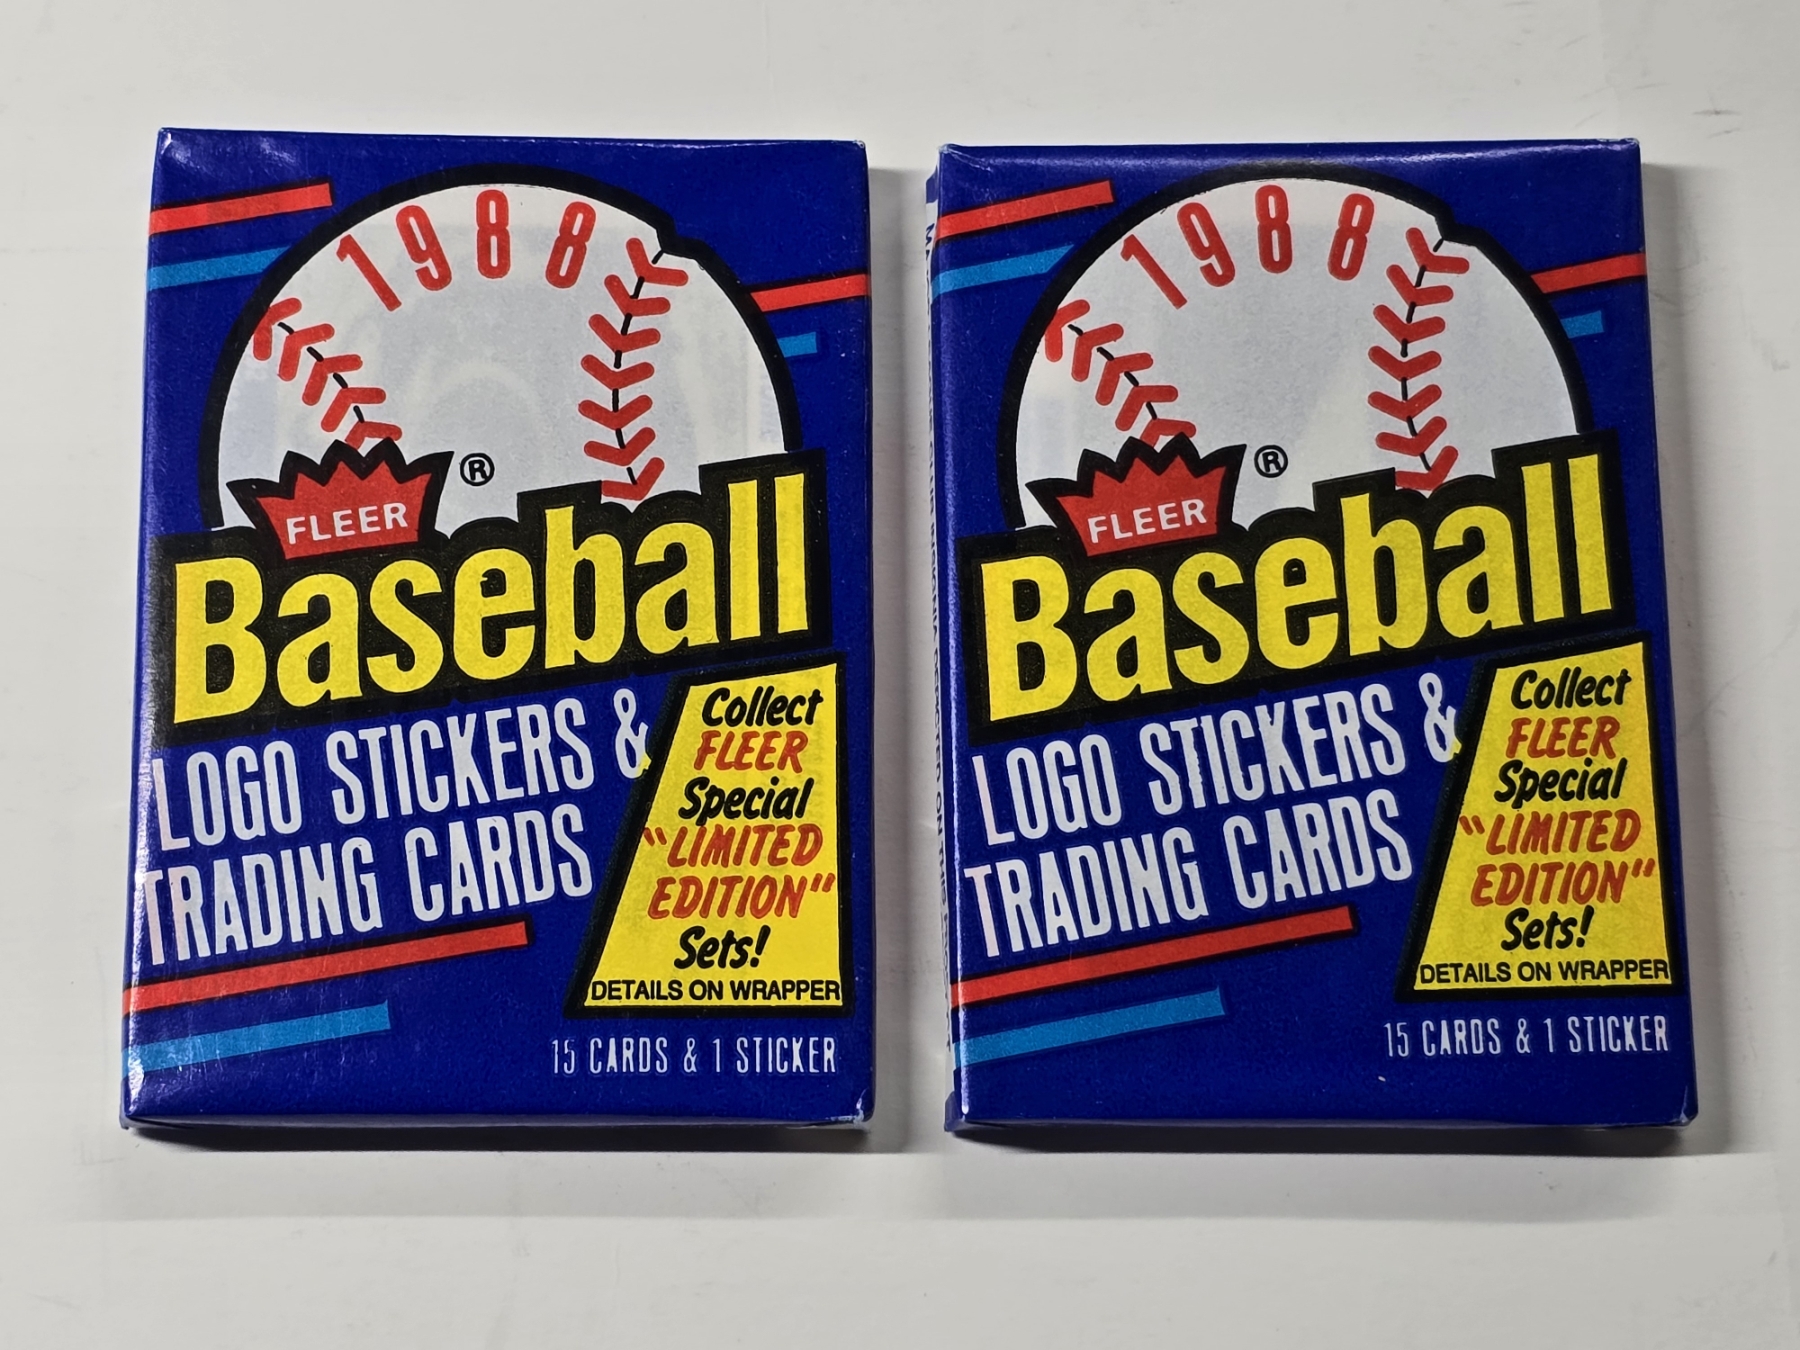 1988
FLEER ®
Baseball
LOGO STICKERS &
TRADING CARDS
Collect
FLEER
Special
"LIMITED
EDITION"
Sets!
DETAILS ON WRAPPER
15 CARDS & 1 STICKER
1988
FLEER ®
Baseball
LOGO STICKERS &
TRADING CARDS
Collect
FLEER
Special
"LIMITED
EDITION"
Sets!
DETAILS ON WRAPPER
15 CARDS & 1 STICKER